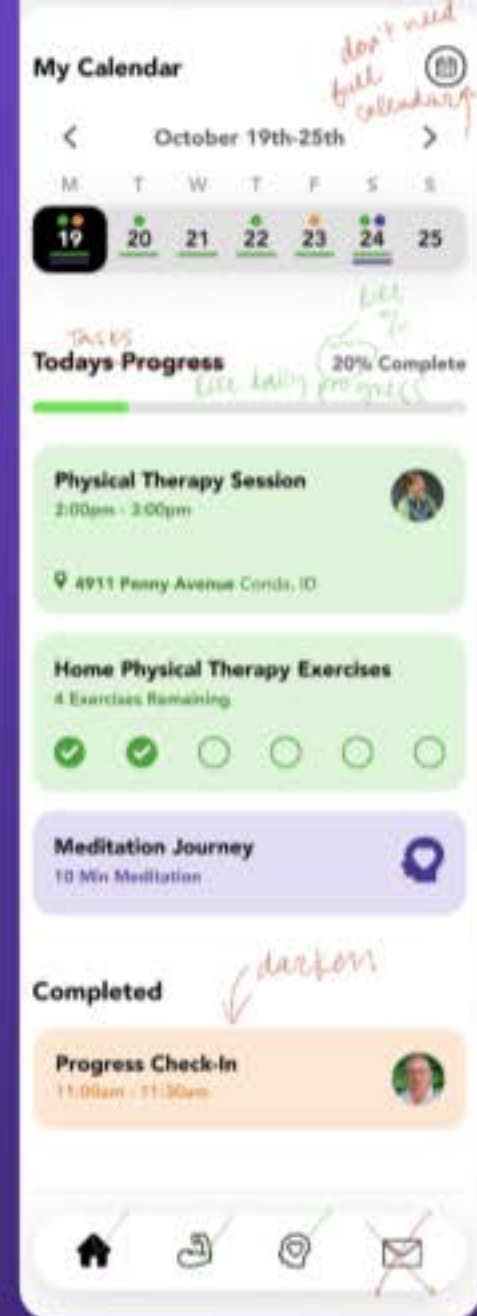 don't need
full
My Calendar
calendar
October 19th-25th
M T W T F S S
19 20 21 22 23 24 25
like
%
TASKS
Todays Progress
20% Complete
like daily progress
Physical Therapy Session
2:00pm - 3:00pm
4911 Penny Avenue Conda, ID
Home Physical Therapy Exercises
4 Exercises Remaining
Meditation Journey
10 Min Meditation
darken
Completed
Progress Check-In
11:00am - 11:30am